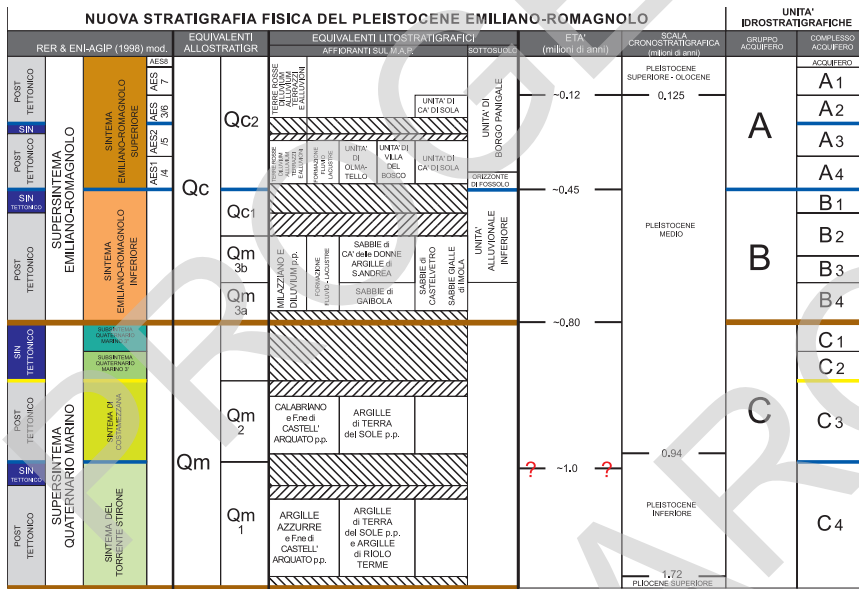 NUOVA STRATIGRAFIA FISICA DEL PLEISTOCENE EMILIANO-ROMAGNOLO
UNITA'
IDROSTRATIGRAFICHE
RER & ENI-AGIP (1998) mod.
EQUIVALENTI
ALLOSTRATIGR
EQUIVALENTI LITOSTRATIGRAFICI
AFFIORANTI SUL M.A.P.
SOTTOSUOLO
ETA'
(milioni di anni)
SCALA
CRONOSTRATIGRAFICA
(milioni di anni)
GRUPPO
ACQUIFERO
COMPLESSO
ACQUIFERO
POST
TETTONICO
SIN
TETTONICO
POST
TETTONICO
SIN
TETTONICO
POST
TETTONICO
SIN
TETTONICO
POST
TETTONICO
SIN
TETTONICO
POST
TETTONICO
SUPERSINTEMA
EMILIANO-ROMAGNOLO
SUPERSINTEMA
QUATERNARIO MARINO
SINTEMA
EMILIANO-ROMAGNOLO
SUPERIORE
SINTEMA
EMILIANO-ROMAGNOLO
INFERIORE
SUBSINTEMA
QUATERNARIO
MARINO 3"
SUBSINTEMA
QUATERNARIO
MARINO 3'
SINTEMA DI
COSTAMEZZANA
SINTEMA DEL
TORRENTE STIRONE
AES8
AES
7
AES
3/6
AES2
/5
AES1
/4
Qc
Qm
Qc2
Qc1
Qm
3b
Qm
3a
Qm
2
Qm
1
TERRE ROSSE
DILUVIUM
ALLUVIUM
TERRAZZI
E ALLUVIONI
UNITA' DI
CA' DI SOLA
TERRE ROSSE
DILUVIUM
ALLUVIUM
TERRAZZI
E ALLUVIONI
FORMAZIONE
FLUVIO
LACUSTRE
UNITA'
DI
OLMA-
TELLO
UNITA'
DI VILLA
DEL
BOSCO
UNITA' DI
CA' DI SOLA
MILAZZIANO E
DILUVIUM p.p.
FORMAZIONE
FLUVIO - LACUSTRE
SABBIE di
CA' delle DONNE
ARGILLE di
S.ANDREA
SABBIE di
GAIBOLA
SABBIE di
CASTELVETRO
SABBIE GIALLE
di IMOLA
CALABRIANO
e F.ne di
CASTELL'
ARQUATO p.p.
ARGILLE
di TERRA
del SOLE p.p.
ARGILLE
AZZURRE
e F.ne di
CASTELL'
ARQUATO p.p.
ARGILLE
di TERRA
del SOLE p.p.
e ARGILLE
di RIOLO
TERME
UNITA' DI
BORGO PANIGALE
ORIZZONTE
DI FOSSOLO
UNITA'
ALLUVIONALE
INFERIORE
~0.12
~0.45
~0.80
? ~1.0 ?
PLEISTOCENE
SUPERIORE - OLOCENE
0.125
PLEISTOCENE
MEDIO
0.94
PLEISTOCENE
INFERIORE
1.72
PLIOCENE SUPERIORE
A
B
C
ACQUIFERO
A1
A2
A3
A4
B1
B2
B3
B4
C1
C2
C3
C4